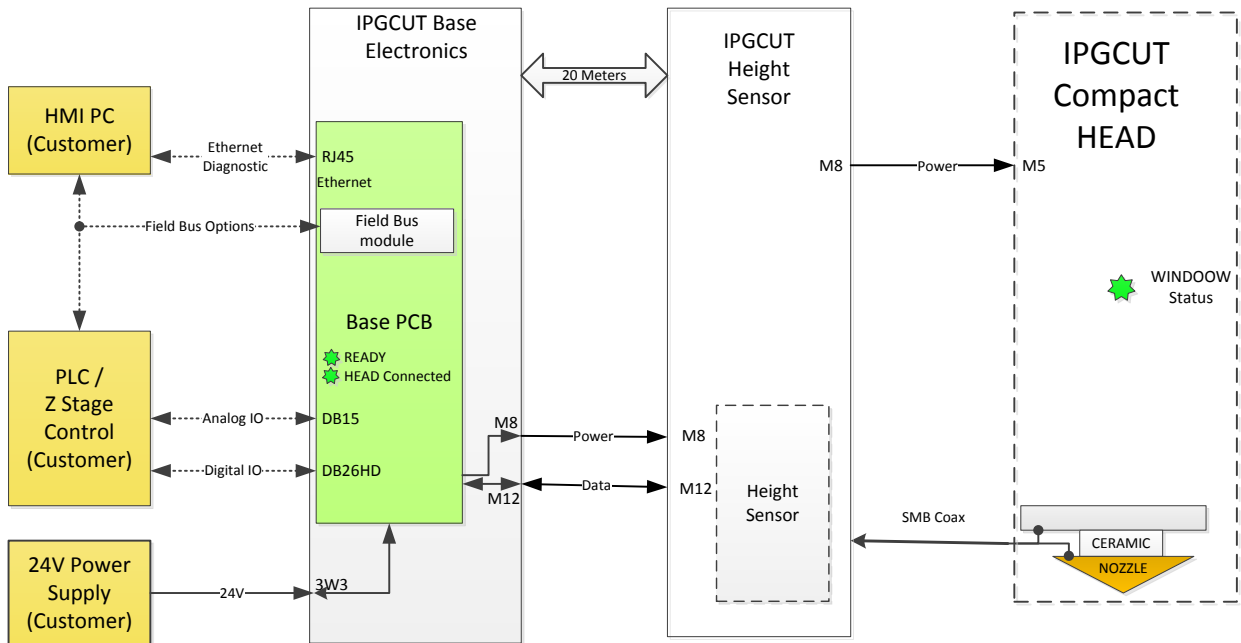 IPGCUT Base
Electronics
IPGCUT
Height
Sensor
IPGCUT
Compact
HEAD
20 Meters
HMI PC
(Customer)
Ethernet
Diagnostic
RJ45
Ethernet
M8
Power
M5
Field Bus Options
Field Bus
module
WINDOOW
Status
Base PCB
READY
HEAD Connected
PLC /
Z Stage
Control
(Customer)
Analog IO
DB15
M8
Power
M8
Digital IO
DB26HD
M12
Data
M12
Height
Sensor
SMB Coax
CERAMIC
NOZZLE
24V Power
Supply
(Customer)
24V
3W3